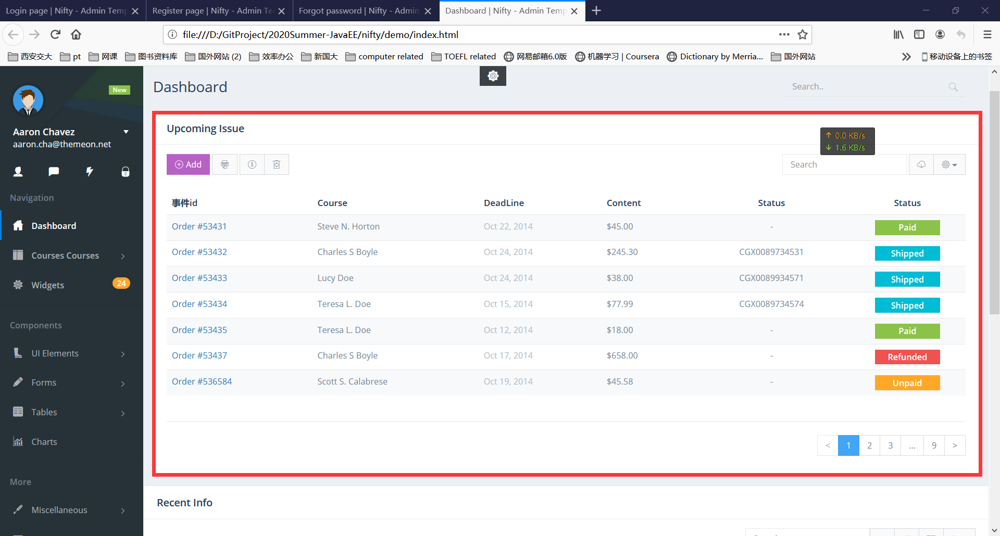 Login page | Nifty - Admin Temp Register page | Nifty - Admin Te Forgot password | Nifty - Admin Dashboard | Nifty - Admin Temp
file:///D:/GitProject/2020Summer-JavaEE/nifty/demo/index.html
西安交大 pt 网课 图书资料库 国外网站 (2) 效率办公 新国大 computer related TOEFL related 网易邮箱6.0版 机器学习 | Coursera Dictionary by Merria... 国外网站 移动设备上的书签
New
Aaron Chavez
aaron.cha@themeon.net
Navigation
Dashboard
Courses Courses
Widgets 24
Components
UI Elements
Forms
Tables
Charts
More
Miscellaneous
Dashboard Search..
Upcoming Issue
0.0 KB/s
1.6 KB/s
Add Search
事件id Course DeadLine Content Status Status
Order #53431 Steve N. Horton Oct 22, 2014 $45.00 - Paid
Order #53432 Charles S Boyle Oct 24, 2014 $245.30 CGX0089734531 Shipped
Order #53433 Lucy Doe Oct 24, 2014 $38.00 CGX0089934571 Shipped
Order #53434 Teresa L. Doe Oct 15, 2014 $77.99 CGX0089734574 Shipped
Order #53435 Teresa L. Doe Oct 12, 2014 $18.00 - Paid
Order #53437 Charles S Boyle Oct 17, 2014 $658.00 - Refunded
Order #536584 Scott S. Calabrese Oct 19, 2014 $45.58 - Unpaid
< 1 2 3 ... 9 >
Recent Info